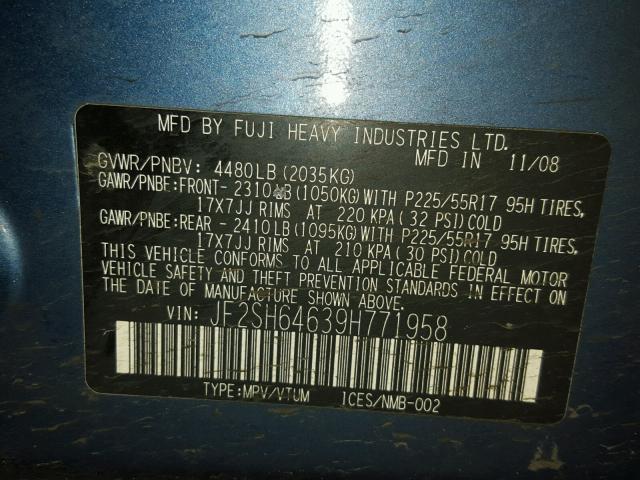 MFD BY FUJI HEAVY INDUSTRIES LTD.
MFD IN 11/08
GVWR/PNBV: 4480LB (2035KG)
GAWR/PNBE:FRONT- 2310LB (1050KG) WITH P225/55R17 95H TIRES,
17X7JJ RIMS AT 220 KPA ( 32 PSI) COLD
GAWR/PNBE:REAR - 2410LB (1095KG) WITH P225/55R17 95H TIRES,
17X7JJ RIMS AT 210 KPA ( 30 PSI) COLD
THIS VEHICLE CONFORMS TO ALL APPLICABLE FEDERAL MOTOR
VEHICLE SAFETY AND THEFT PREVENTION STANDARDS IN EFFECT ON
THE DATE OF MANUFACTURE SHOWN ABOVE.
VIN: JF2SH64639H771958
TYPE:MPV/VTUM ICES/NMB-002